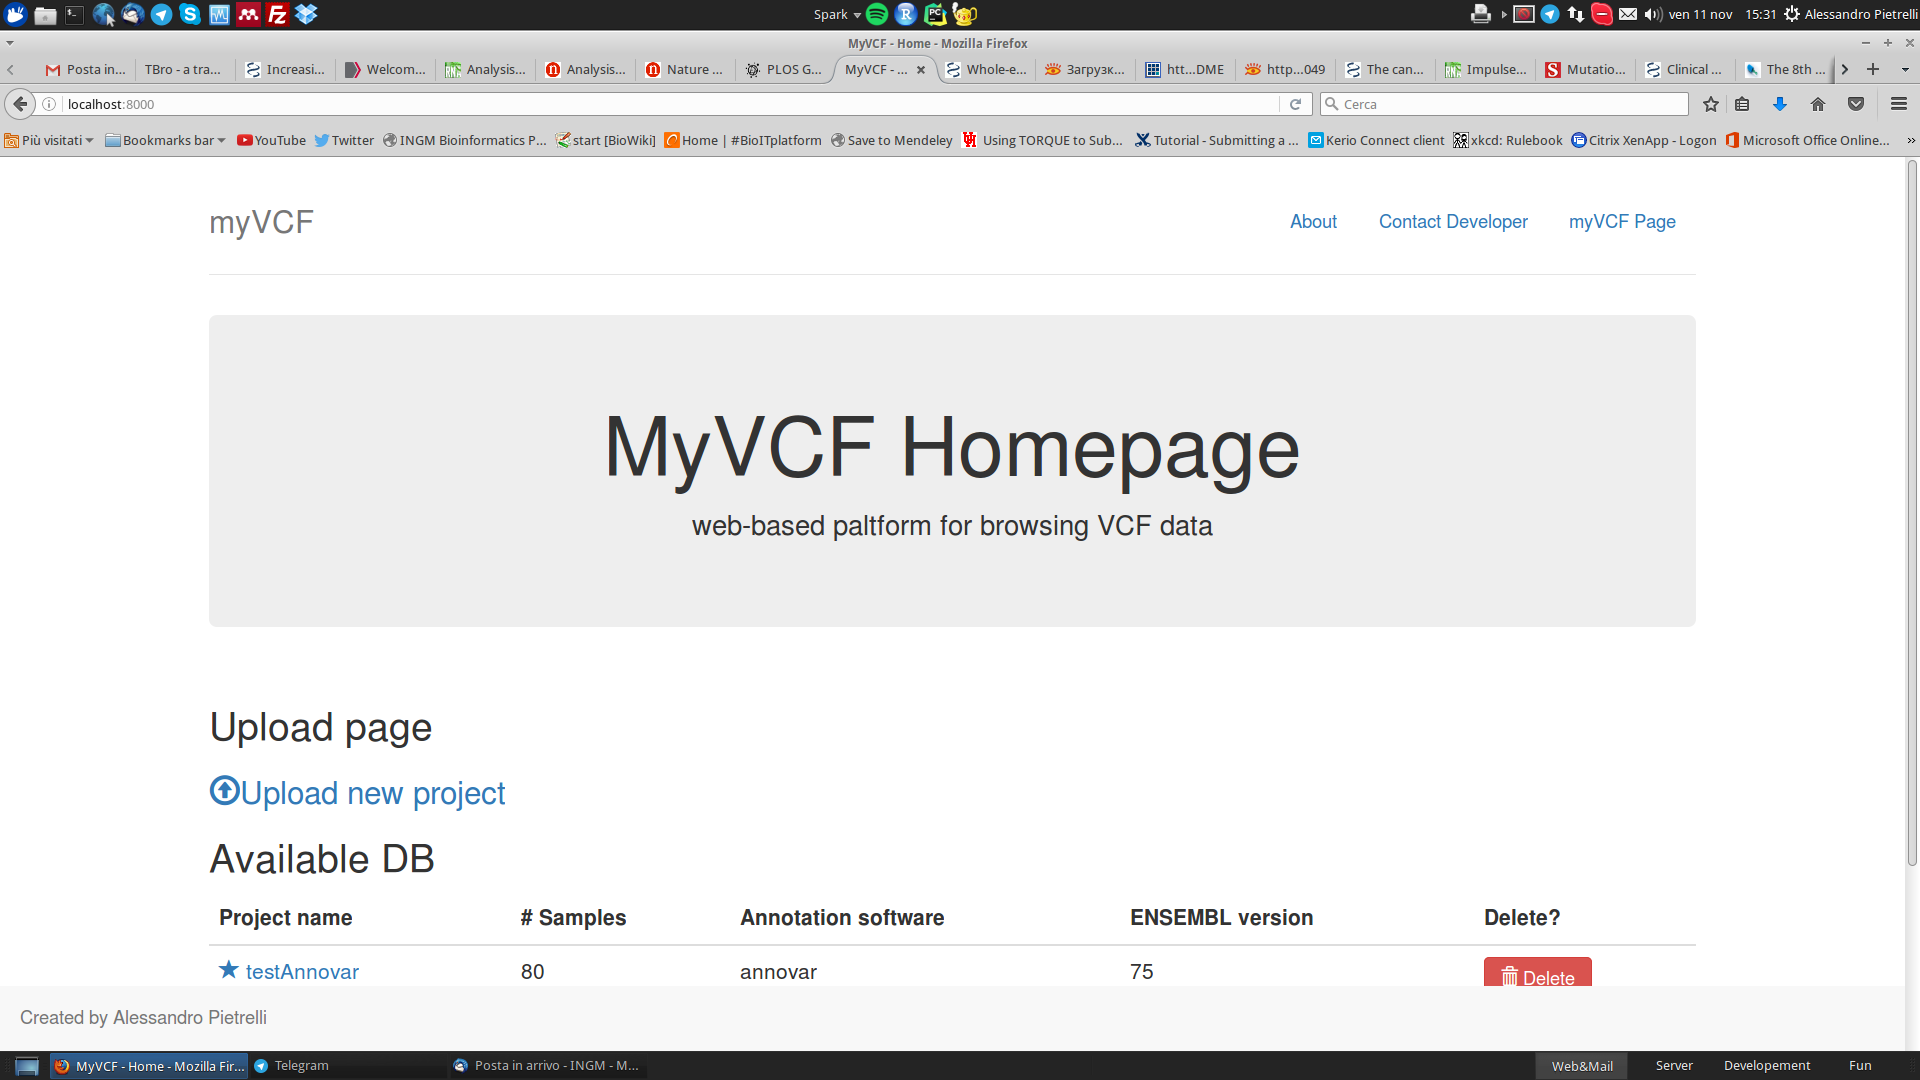 Spark
ven 11 nov 15:31 Alessandro Pietrelli
MyVCF - Home - Mozilla Firefox
Posta in... TBro - a tra... Increasi... Welcom... Analysis... Analysis... Nature ... PLOS G... MyVCF - ... Whole-e... Загрузк... htt...DME http...049 The can... Impulse... Mutatio... Clinical ... The 8th ...
localhost:8000
Cerca
Più visitati Bookmarks bar YouTube Twitter INGM Bioinformatics P... start [BioWiki] Home | #BioITplatform Save to Mendeley Using TORQUE to Sub... Tutorial - Submitting a ... Kerio Connect client xkcd: Rulebook Citrix XenApp - Logon Microsoft Office Online... »
myVCF
About Contact Developer myVCF Page
MyVCF Homepage
web-based paltform for browsing VCF data
Upload page
Upload new project
Available DB
Project name # Samples Annotation software ENSEMBL version Delete?
testAnnovar 80 annovar 75 Delete
Created by Alessandro Pietrelli
MyVCF - Home - Mozilla Fir... Telegram Posta in arrivo - INGM - M... Web&Mail Server Developement Fun